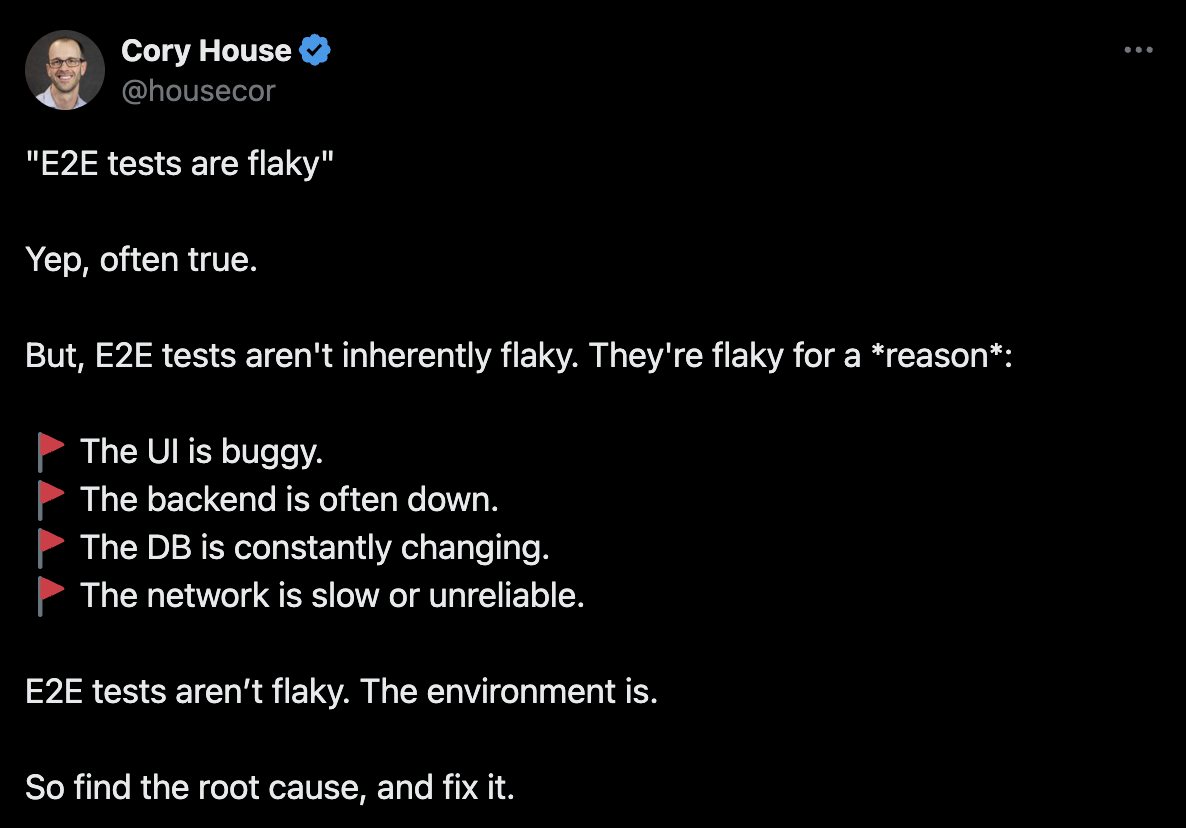 Cory House
@housecor
"E2E tests are flaky"
Yep, often true.
But, E2E tests aren't inherently flaky. They're flaky for a *reason*:
🚩 The UI is buggy.
🚩 The backend is often down.
🚩 The DB is constantly changing.
🚩 The network is slow or unreliable.
E2E tests aren’t flaky. The environment is.
So find the root cause, and fix it.